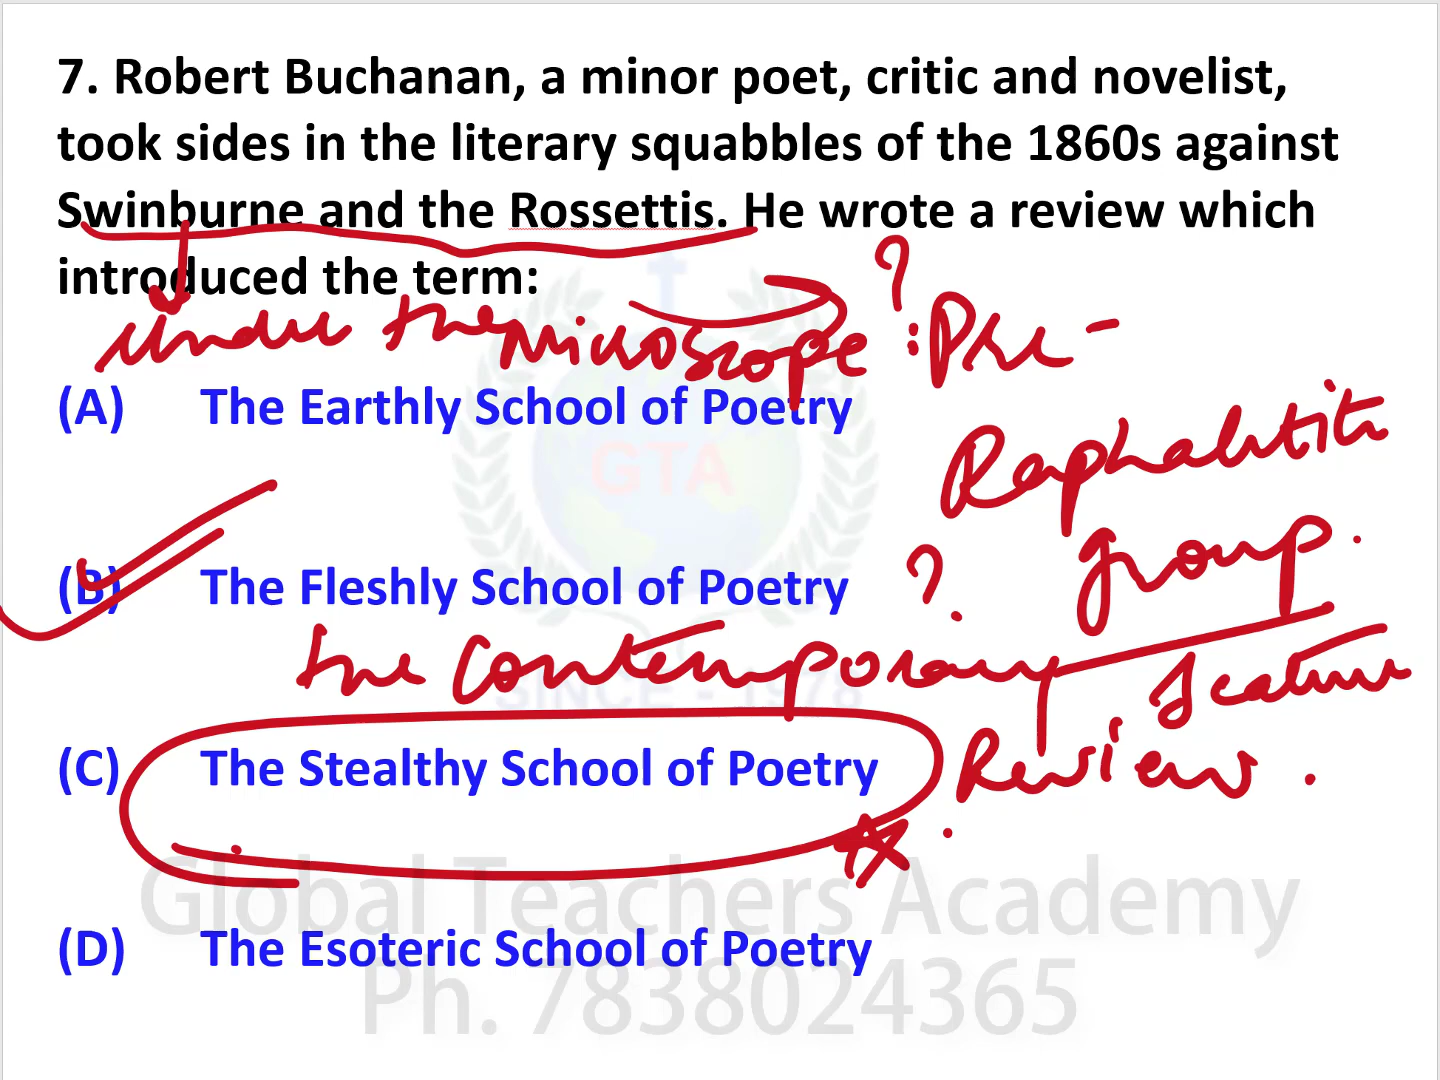 7. Robert Buchanan, a minor poet, critic and novelist,
took sides in the literary squabbles of the 1860s against
Swinburne and the Rossettis. He wrote a review which
introduced the term:
?
under the Microscope : Pre-
(A) The Earthly School of Poetry
Raphaelite
GTA
group.
(B) The Fleshly School of Poetry ?
the Contemporary
SINCE - 1978
(C) The Stealthy School of Poetry
Review.
Global Teachers Academy
(D) The Esoteric School of Poetry
Ph. 7838024365